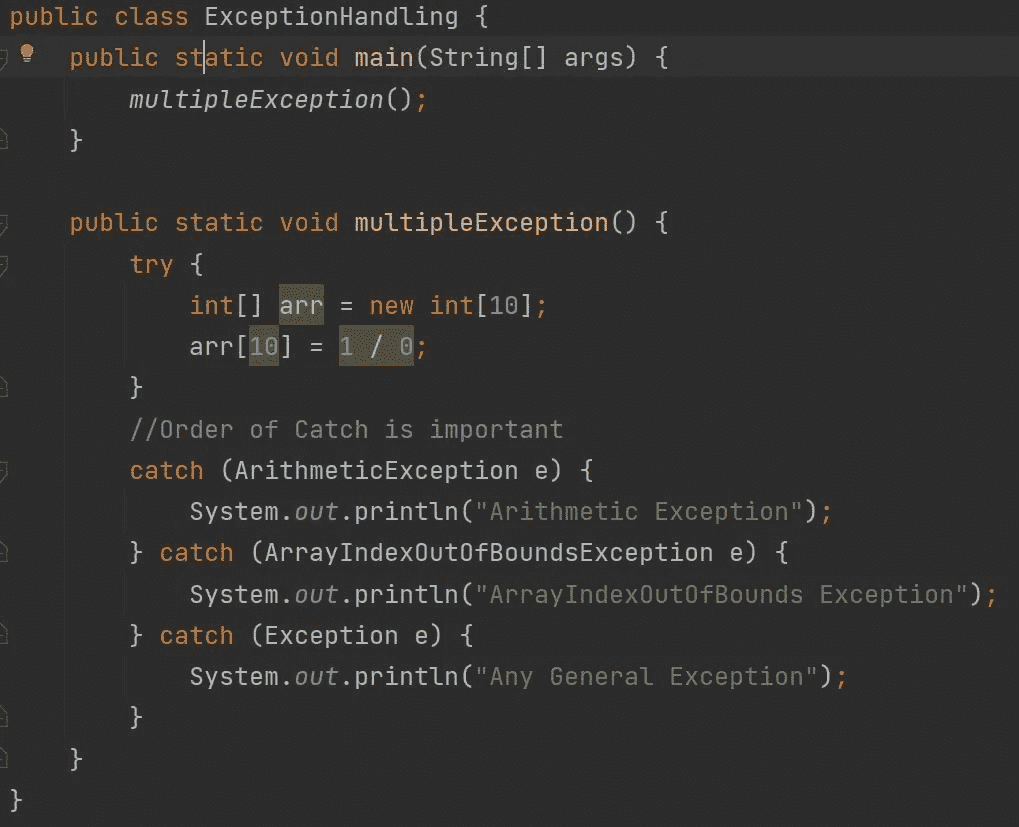 public class ExceptionHandling {
    public static void main(String[] args) {
        multipleException();
    }

    public static void multipleException() {
        try {
            int[] arr = new int[10];
            arr[10] = 1 / 0;
        }
        //Order of Catch is important
        catch (ArithmeticException e) {
            System.out.println("Arithmetic Exception");
        } catch (ArrayIndexOutOfBoundsException e) {
            System.out.println("ArrayIndexOutOfBounds Exception");
        } catch (Exception e) {
            System.out.println("Any General Exception");
        }
    }
}